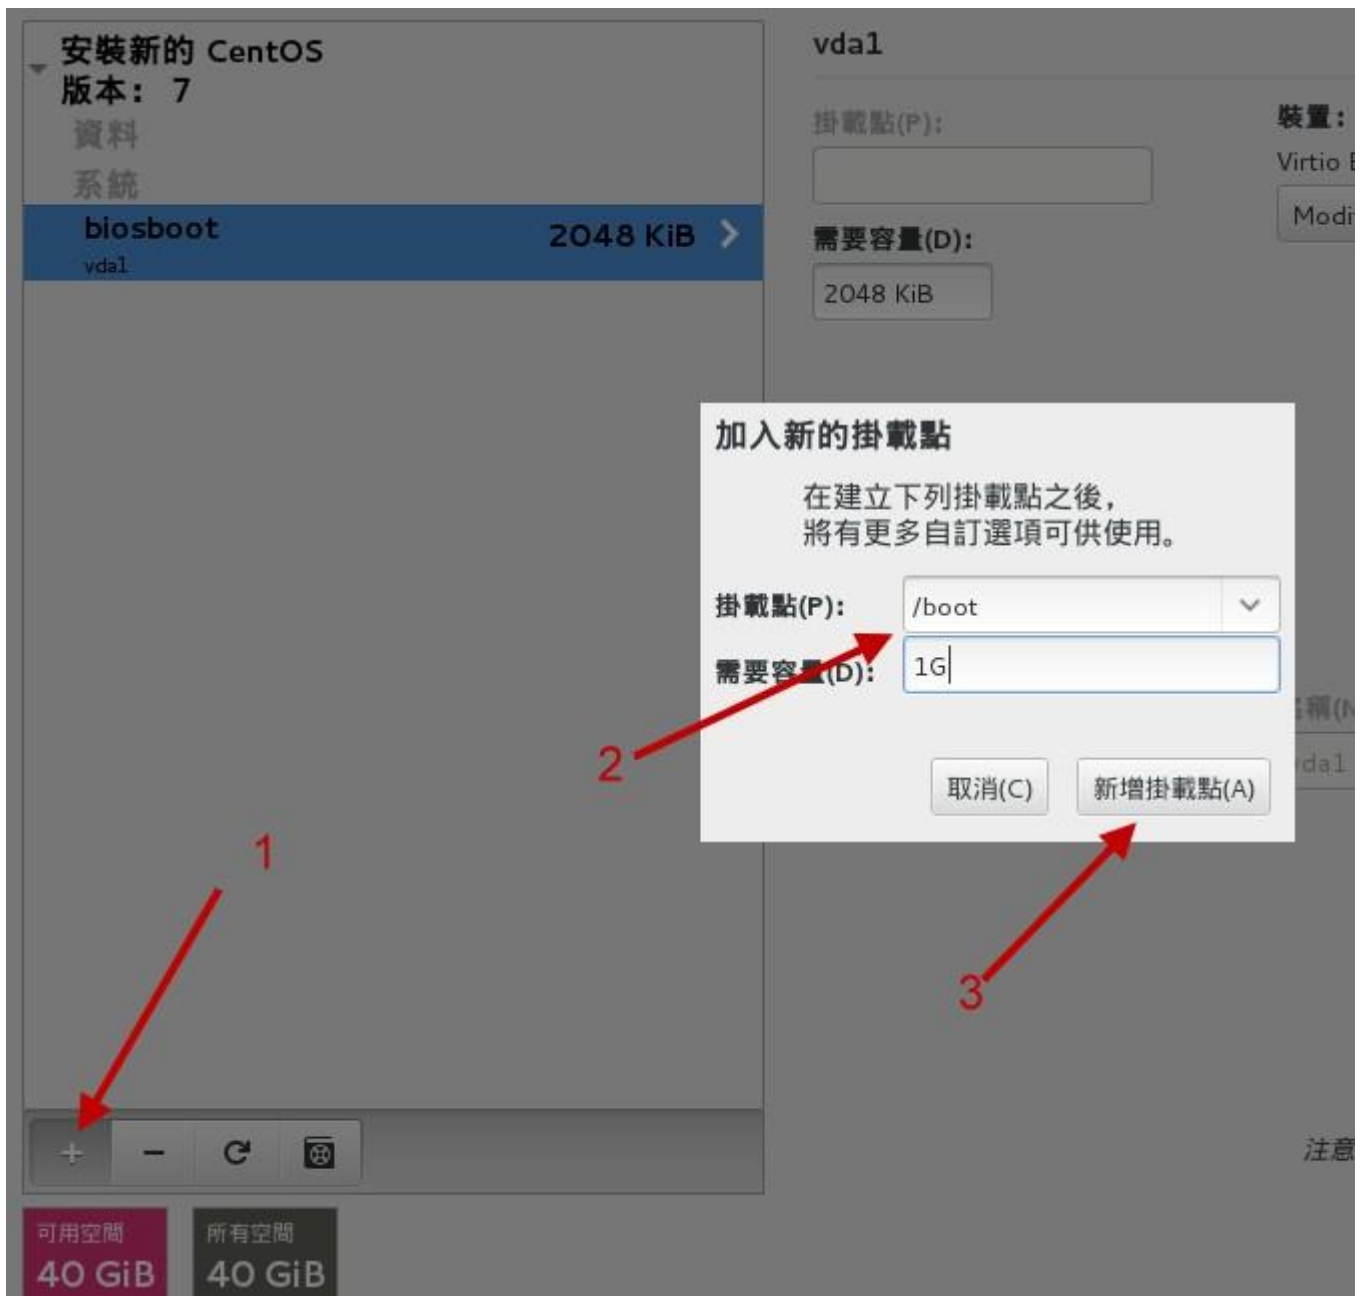 安裝新的 CentOS
版本： 7
資料
系統
biosboot
2048 KiB
vda1
vda1
掛載點(P):
裝置：
Virtio
需要容量(D):
2048 KiB
加入新的掛載點
在建立下列掛載點之後，
將有更多自訂選項可供使用。
掛載點(P):
/boot
需要容量(D):
1G
取消(C)
新增掛載點(A)
vda1
1
2
3
+
-
注意
可用空間
40 GiB
所有空間
40 GiB